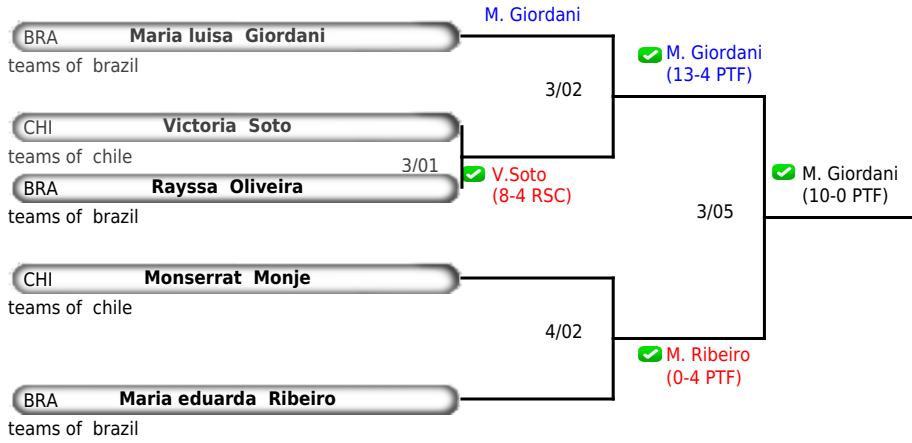 M. Giordani
BRA Maria luisa Giordani
teams of brazil
M. Giordani
(13-4 PTF)
3/02
CHI Victoria Soto
teams of chile
3/01
V.Soto
(8-4 RSC)
BRA Rayssa Oliveira
teams of brazil
M. Giordani
(10-0 PTF)
3/05
CHI Monserrat Monje
teams of chile
4/02
M. Ribeiro
(0-4 PTF)
BRA Maria eduarda Ribeiro
teams of brazil